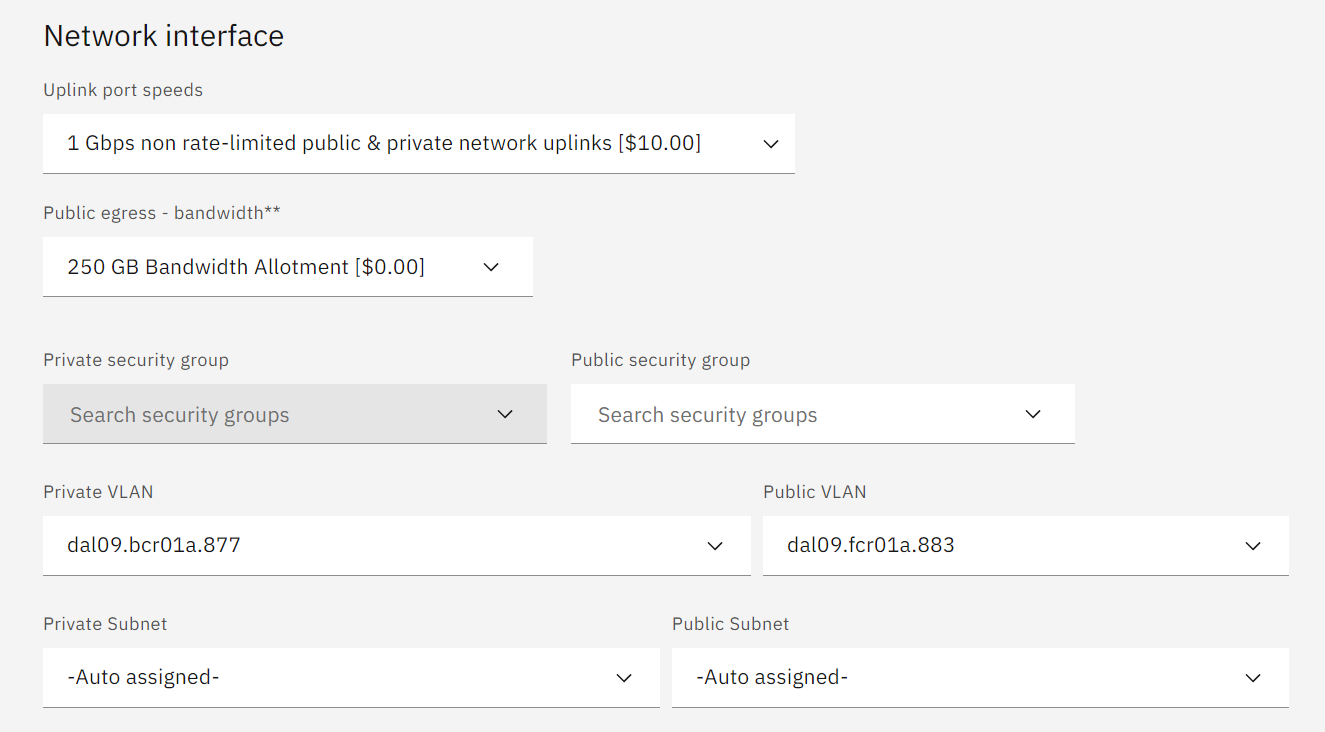 Network interface
Uplink port speeds
1 Gbps non rate-limited public & private network uplinks [$10.00]
Public egress - bandwidth**
250 GB Bandwidth Allotment [$0.00]
Private security group
Public security group
Search security groups
Search security groups
Private VLAN
Public VLAN
dal09.bcr01a.877
dal09.fcr01a.883
Private Subnet
Public Subnet
-Auto assigned-
-Auto assigned-